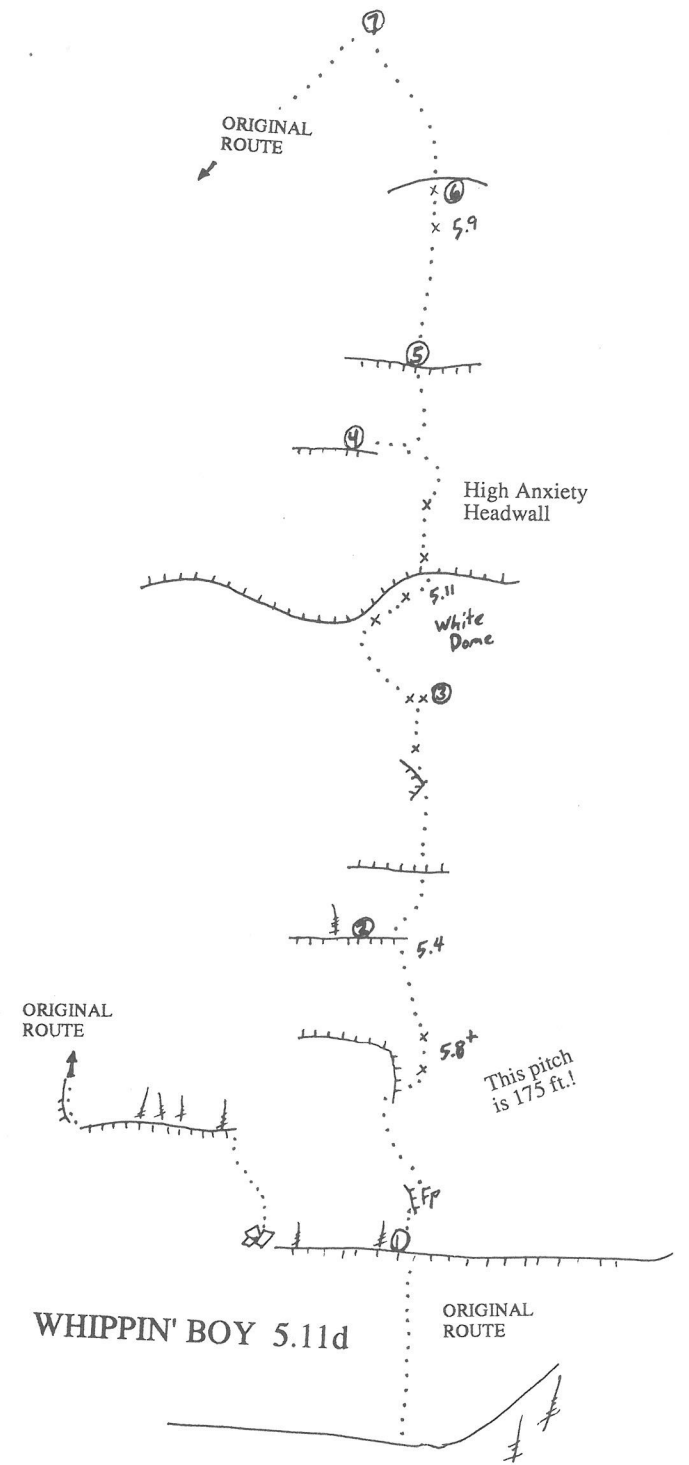 7
ORIGINAL
ROUTE
6
5.9
5
4
High Anxiety
Headwall
5.11
White
Dome
3
2
5.4
ORIGINAL
ROUTE
5.8+
This pitch
is 175 ft.!
Fp
1
WHIPPIN' BOY 5.11d
ORIGINAL
ROUTE